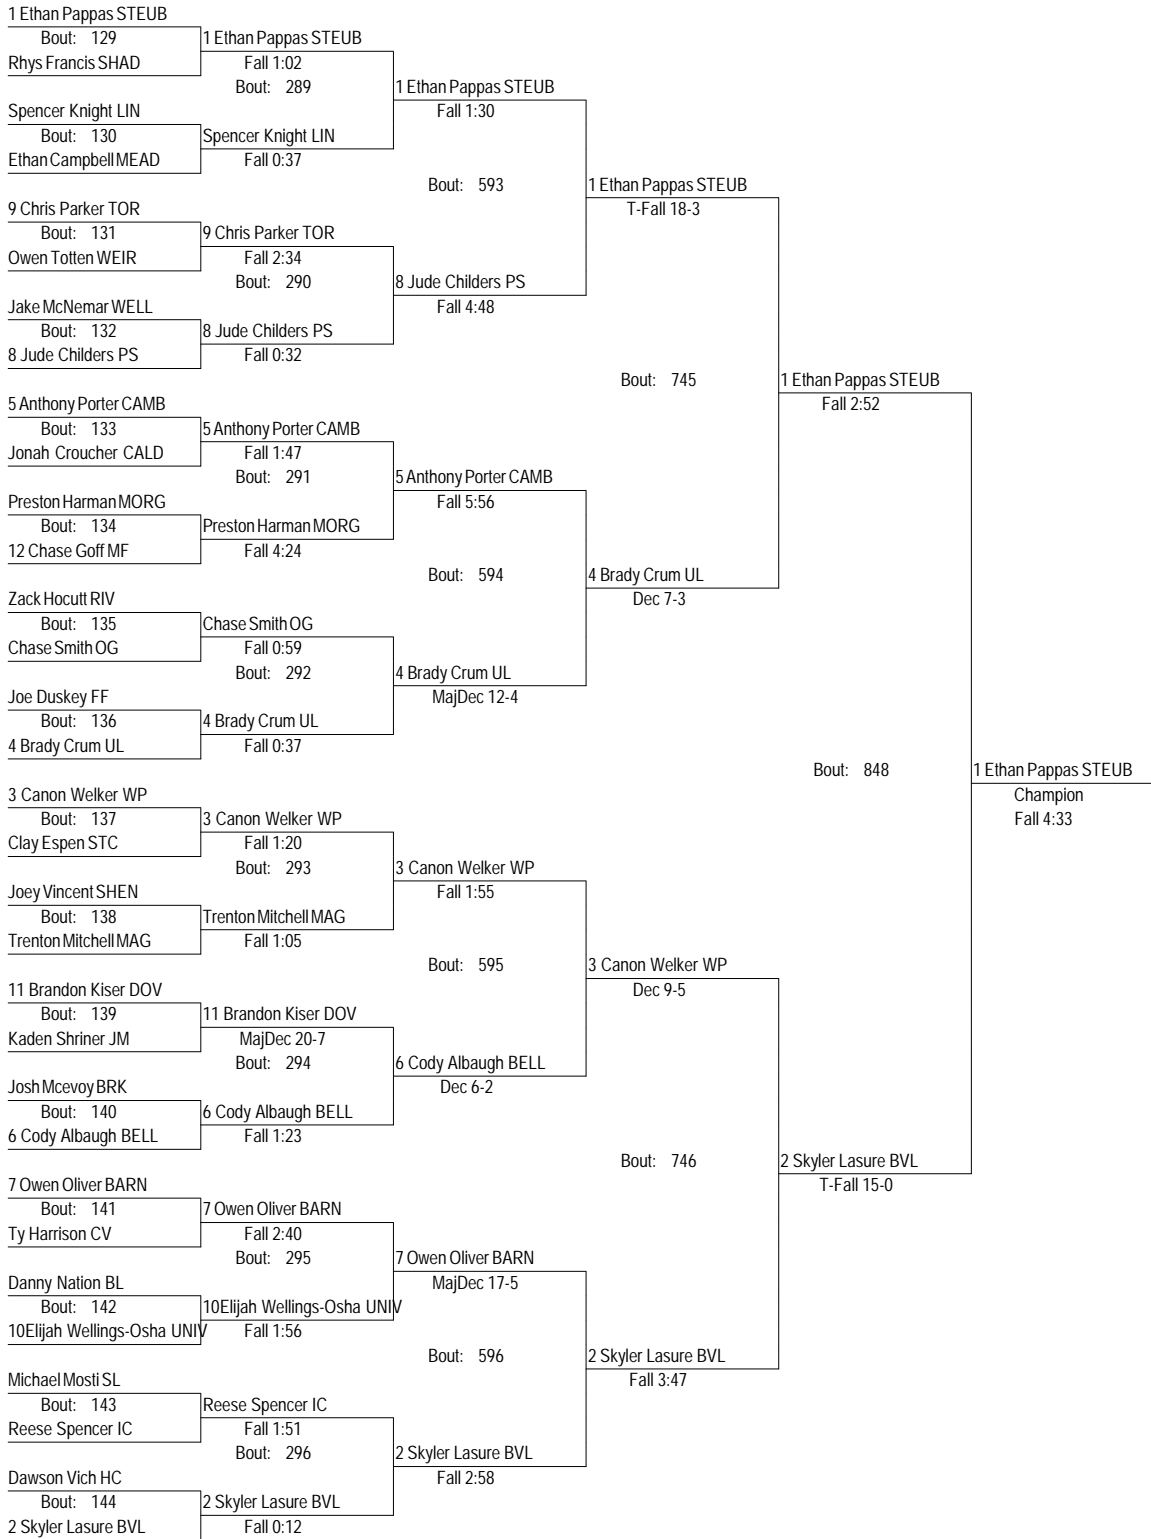 1 Ethan Pappas STEUB
Bout: 129
Rhys Francis SHAD
Spencer Knight LIN
Bout: 130
Ethan Campbell MEAD
9 Chris Parker TOR
Bout: 131
Owen Totten WEIR
Jake McNemar WELL
Bout: 132
8 Jude Childers PS
5 Anthony Porter CAMB
Bout: 133
Jonah Croucher CALD
Preston Harman MORG
Bout: 134
12 Chase Goff MF
Zack Hocutt RIV
Bout: 135
Chase Smith OG
Joe Duskey FF
Bout: 136
4 Brady Crum UL
3 Canon Welker WP
Bout: 137
Clay Espen STC
Joey Vincent SHEN
Bout: 138
Trenton Mitchell MAG
11 Brandon Kiser DOV
Bout: 139
Kaden Shriner JM
Josh Mcevoy BRK
Bout: 140
6 Cody Albaugh BELL
7 Owen Oliver BARN
Bout: 141
Ty Harrison CV
Danny Nation BL
Bout: 142
10Elijah Wellings-Osha UNIV
Michael Mosti SL
Bout: 143
Reese Spencer IC
Dawson Vich HC
Bout: 144
2 Skyler Lasure BVL
1 Ethan Pappas STEUB
Fall 1:02
Bout: 289
Spencer Knight LIN
Fall 0:37
9 Chris Parker TOR
Fall 2:34
Bout: 290
8 Jude Childers PS
Fall 0:32
5 Anthony Porter CAMB
Fall 1:47
Bout: 291
Preston Harman MORG
Fall 4:24
Chase Smith OG
Fall 0:59
Bout: 292
4 Brady Crum UL
Fall 0:37
3 Canon Welker WP
Fall 1:20
Bout: 293
Trenton Mitchell MAG
Fall 1:05
11 Brandon Kiser DOV
MajDec 20-7
Bout: 294
6 Cody Albaugh BELL
Fall 1:23
7 Owen Oliver BARN
Fall 2:40
Bout: 295
10Elijah Wellings-Osha UNIV
Fall 1:56
Reese Spencer IC
Fall 1:51
Bout: 296
2 Skyler Lasure BVL
Fall 0:12
1 Ethan Pappas STEUB
Fall 1:30
Bout: 593
8 Jude Childers PS
Fall 4:48
5 Anthony Porter CAMB
Fall 5:56
Bout: 594
4 Brady Crum UL
MajDec 12-4
3 Canon Welker WP
Fall 1:55
Bout: 595
6 Cody Albaugh BELL
Dec 6-2
7 Owen Oliver BARN
MajDec 17-5
Bout: 596
2 Skyler Lasure BVL
Fall 2:58
1 Ethan Pappas STEUB
T-Fall 18-3
Bout: 745
4 Brady Crum UL
Dec 7-3
3 Canon Welker WP
Dec 9-5
Bout: 746
2 Skyler Lasure BVL
Fall 3:47
1 Ethan Pappas STEUB
Fall 2:52
Bout: 848
2 Skyler Lasure BVL
T-Fall 15-0
1 Ethan Pappas STEUB
Champion
Fall 4:33